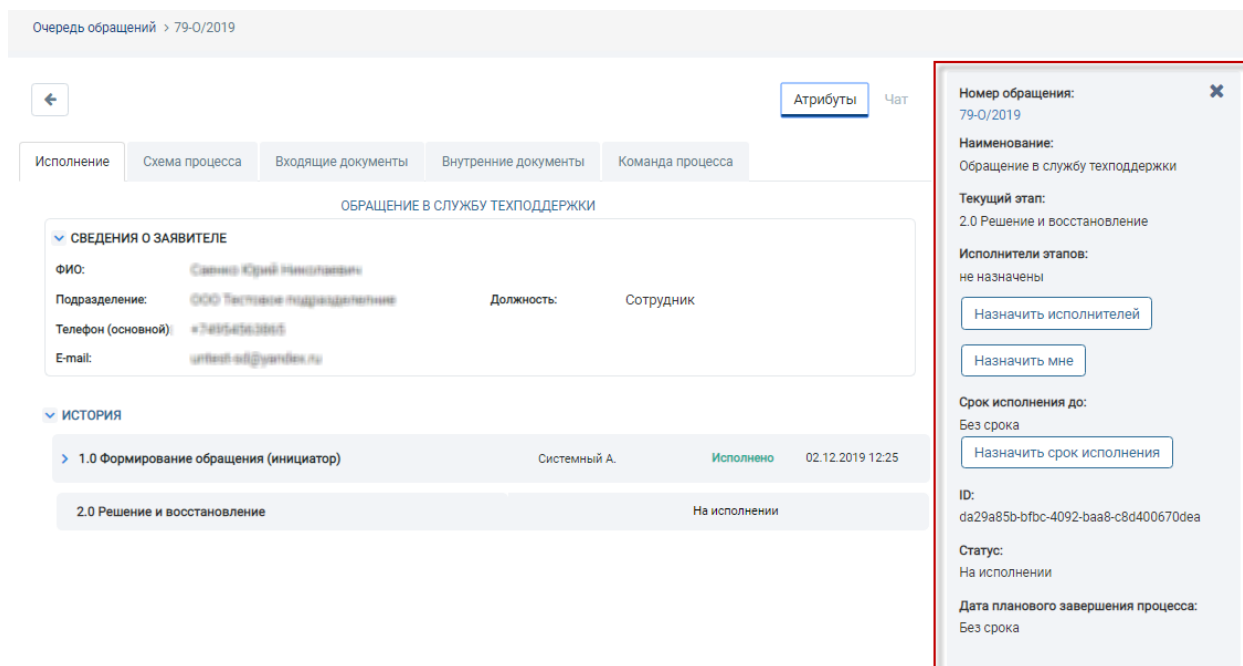 Очередь обращений > 79-О/2019
Атрибуты Чат
Исполнение Схема процесса Входящие документы Внутренние документы Команда процесса
ОБРАЩЕНИЕ В СЛУЖБУ ТЕХПОДДЕРЖКИ
СВЕДЕНИЯ О ЗАЯВИТЕЛЕ
ФИО:
Подразделение: Должность: Сотрудник
Телефон (основной):
E-mail:
ИСТОРИЯ
1.0 Формирование обращения (инициатор) Системный А. Исполнено 02.12.2019 12:25
2.0 Решение и восстановление На исполнении
Номер обращения:
79-О/2019
Наименование:
Обращение в службу техподдержки
Текущий этап:
2.0 Решение и восстановление
Исполнители этапов:
не назначены
Назначить исполнителей
Назначить мне
Срок исполнения до:
Без срока
Назначить срок исполнения
ID:
da29a85b-bfbc-4092-baa8-c8d400670dea
Статус:
На исполнении
Дата планового завершения процесса:
Без срока